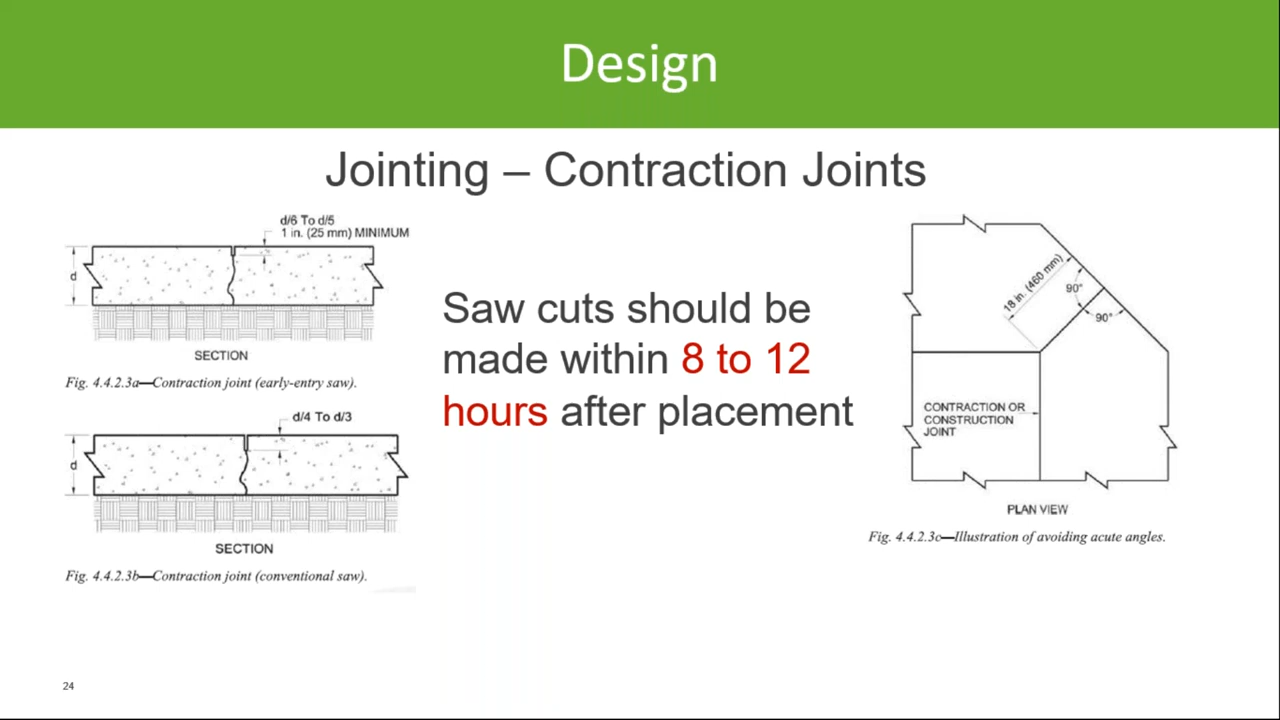 Design
Jointing – Contraction Joints
d/6 To d/5
1 in. (25 mm) MINIMUM
d
SECTION
Fig. 4.4.2.3a—Contraction joint (early-entry saw).
d/4 To d/3
d
SECTION
Fig. 4.4.2.3b—Contraction joint (conventional saw).
Saw cuts should be
made within 8 to 12
hours after placement
18 in. (460 mm)
90°
90°
CONTRACTION OR
CONSTRUCTION
JOINT
PLAN VIEW
Fig. 4.4.2.3c—Illustration of avoiding acute angles.
24